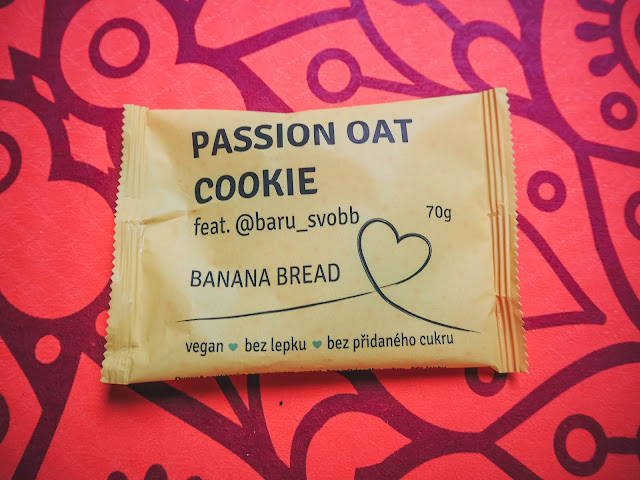 PASSION OAT
COOKIE
feat. @baru_svobb
70g
BANANA BREAD
vegan bez lepku bez přidaného cukru